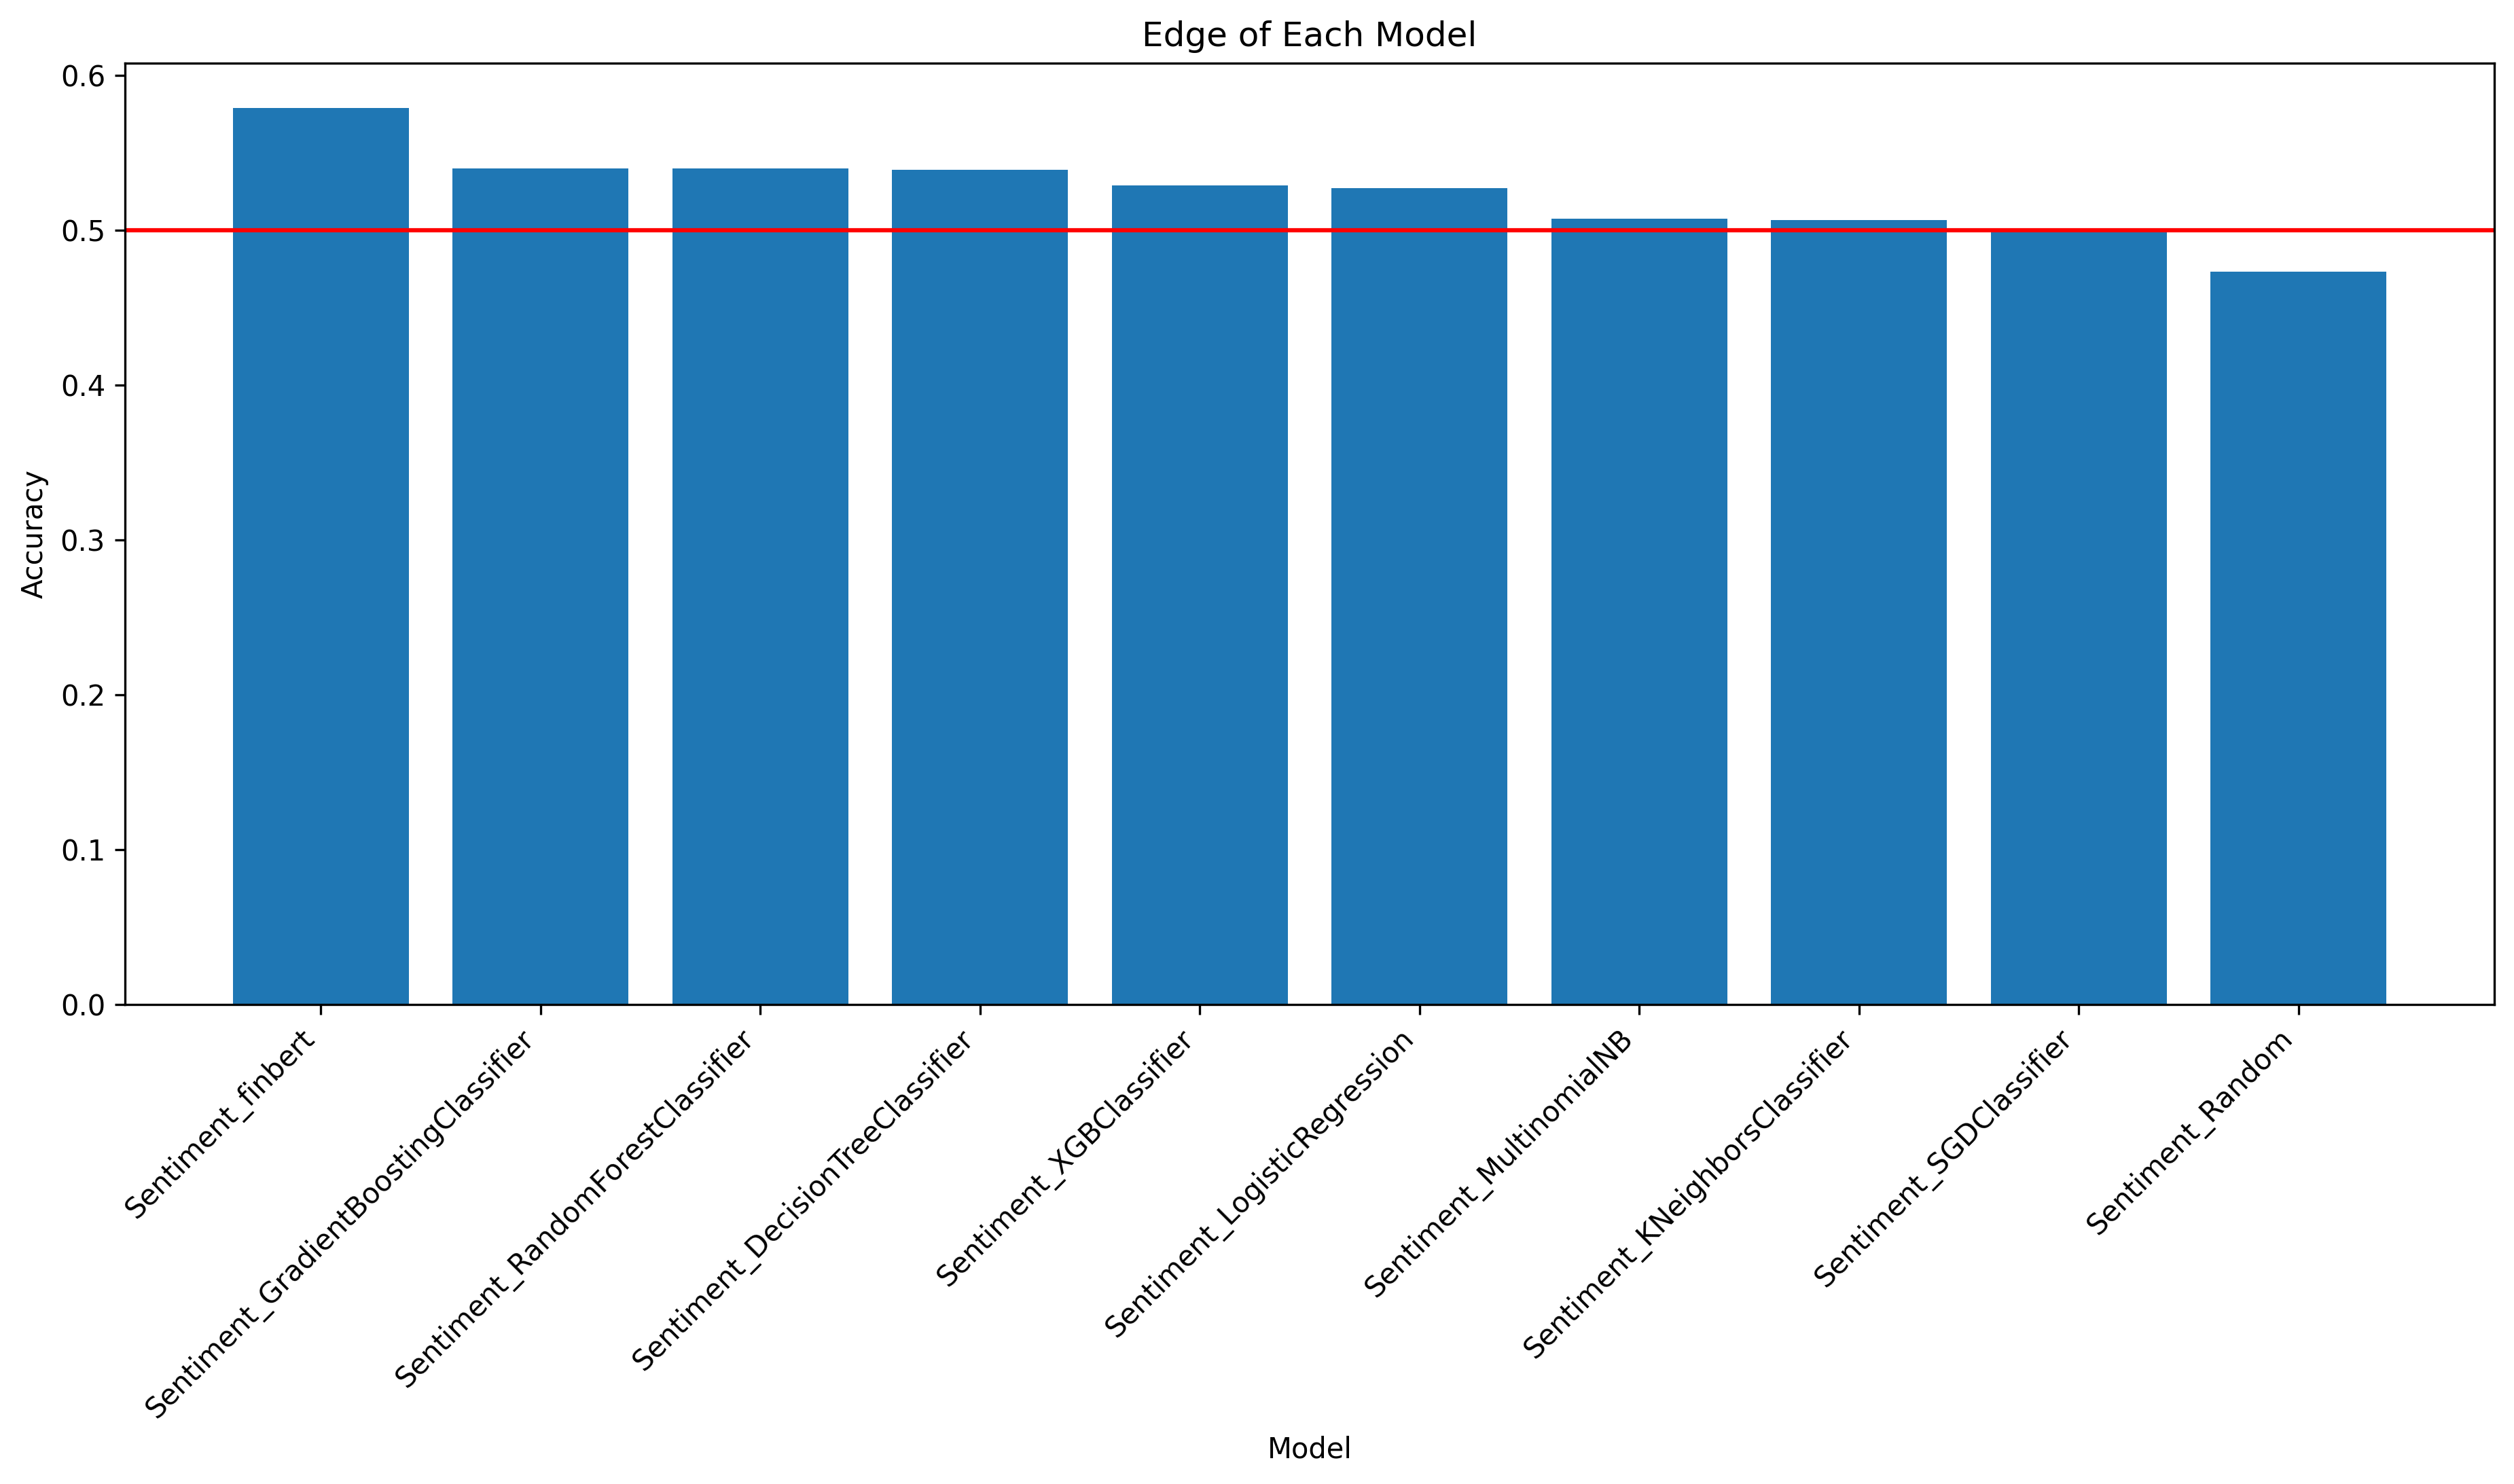 Edge of Each Model
Accuracy
0.6
0.5
0.4
0.3
0.2
0.1
0.0
Sentiment_finbert
Sentiment_GradientBoostingClassifier
Sentiment_RandomForestClassifier
Sentiment_DecisionTreeClassifier
Sentiment_XGBClassifier
Sentiment_LogisticRegression
Sentiment_MultinomialNB
Sentiment_KNeighborsClassifier
Sentiment_SGDClassifier
Sentiment_Random
Model